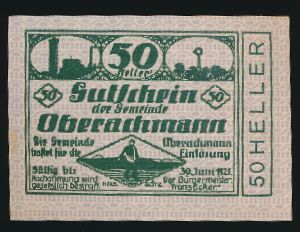 50
Heller
50 50
Gutschein
der Gemeinde
Oberachmann
Die Gemeinde Oberachmann
haftet für die Einlösung
Gültig bis 30. Juni 1921.
Nachahmung wird Der Bürgermeister:
gesetzlich bestraft.
50 HELLER